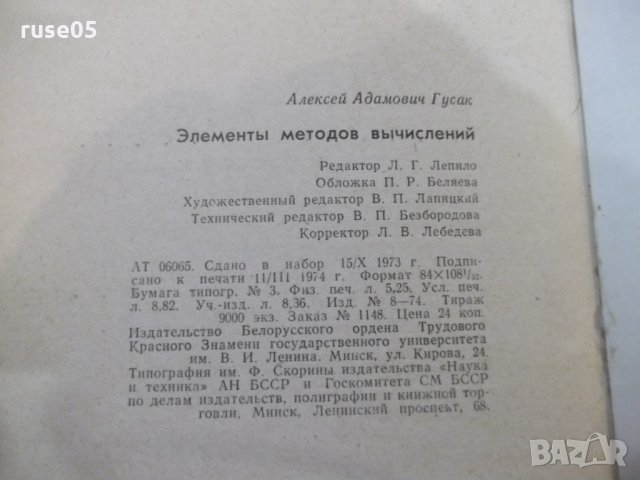 ruse05
Алексей Адамович Гусак
Элементы методов вычислений
Редактор Л. Г. Лепило
Обложка П. Р. Беляева
Художественный редактор В. П. Лапицкий
Технический редактор В. П. Безбородова
Корректор Л. В. Лебедева
АТ 06065. Сдано в набор 15/X 1973 г. Подпи-
сано к печати 11/III 1974 г. Формат 84×108¹/₃₂.
Бумага типогр. № 3. Физ. печ. л. 5,25. Усл. печ.
л. 8,82. Уч.-изд. л. 8,36. Изд. № 8—74. Тираж
9000 экз. Заказ № 1148. Цена 24 коп.
Издательство Белорусского ордена Трудового
Красного Знамени государственного университета
им. В. И. Ленина. Минск, ул. Кирова, 24.
Типография им. Ф. Скорины издательства «Наука
и техника» АН БССР и Госкомитета СМ БССР
по делам издательств, полиграфии и книжной тор-
говли, Минск, Ленинский проспект, 68.
BAZAR